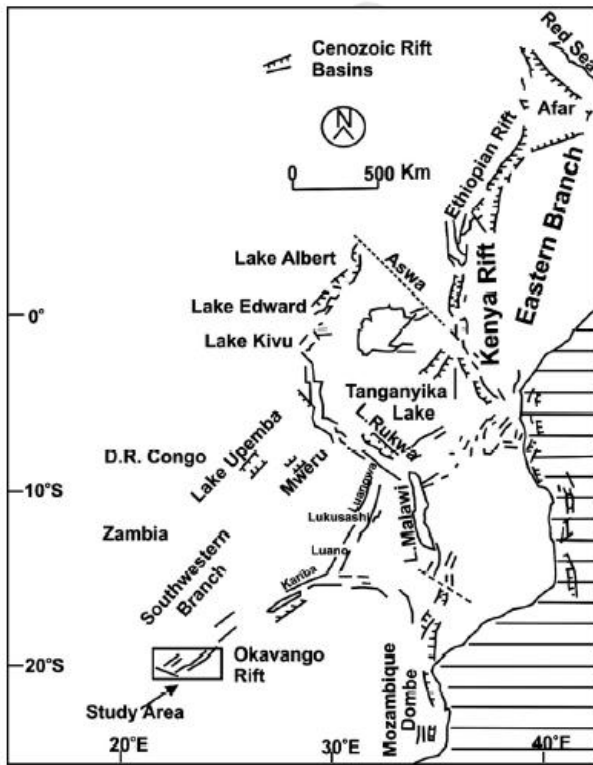 Cenozoic Rift
Basins
Red Sea
N
Afar
0 500 Km
Ethiopian Rift
Eastern Branch
Kenya Rift
Aswa
Lake Albert
Lake Edward
0°
Lake Kivu
Tanganyika
Lake
L.Rukwa
D.R. Congo
Lake Upemba
Mweru
10°S
Luangwa
Lukusashi
L.Malawi
Zambia
Luano
Kariba
Southwestern
Branch
Okavango
Rift
20°S
Study Area
Mozambique
Dombe
20°E 30°E 40°E